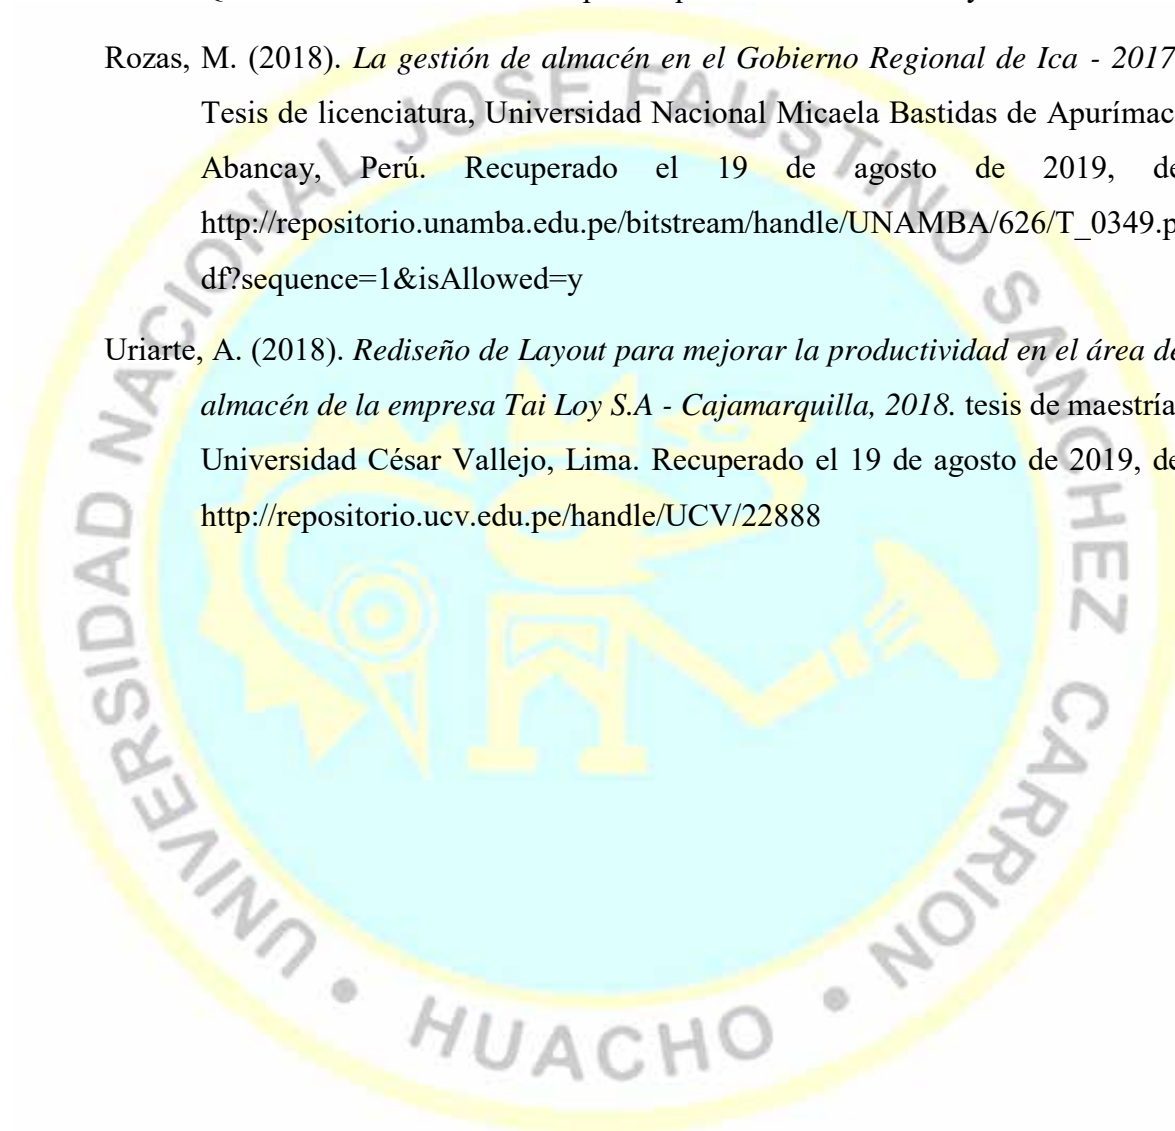 Rozas, M. (2018). La gestión de almacén en el Gobierno Regional de Ica - 2017
Tesis de licenciatura, Universidad Nacional Micaela Bastidas de Apurímac
Abancay, Perú. Recuperado el 19 de agosto de 2019, de
http://repositorio.unamba.edu.pe/bitstream/handle/UNAMBA/626/T_0349.p
df?sequence=1&isAllowed=y
Uriarte, A. (2018). Rediseño de Layout para mejorar la productividad en el área de
almacén de la empresa Tai Loy S.A - Cajamarquilla, 2018. tesis de maestría
Universidad César Vallejo, Lima. Recuperado el 19 de agosto de 2019, de
http://repositorio.ucv.edu.pe/handle/UCV/22888
UNIVERSIDAD NACIONAL JOSE FAUSTINO SANCHEZ CARRION • HUACHO •